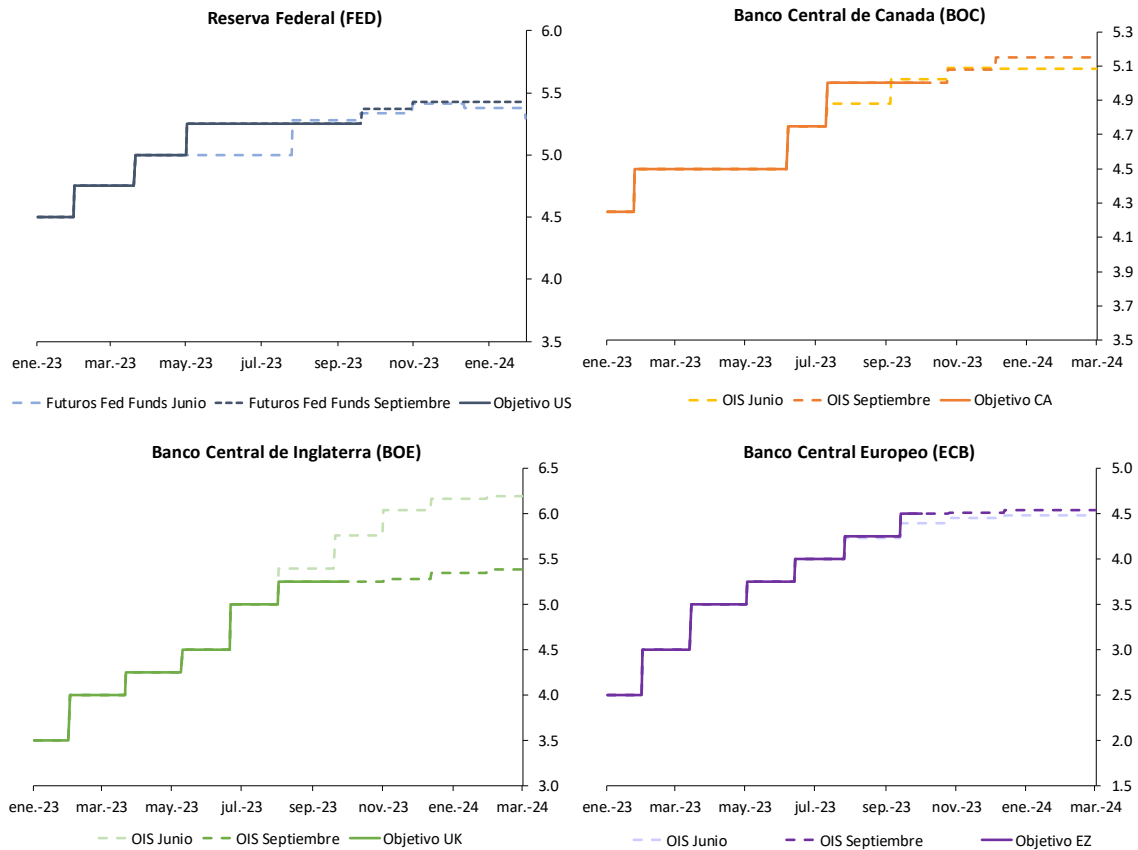 Reserva Federal (FED)
6.0
5.5
5.0
4.5
4.0
3.5
ene.-23 mar.-23 may.-23 jul.-23 sep.-23 nov.-23 ene.-24
Futuros Fed Funds Junio Futuros Fed Funds Septiembre Objetivo US
Banco Central de Canada (BOC)
5.3
5.1
4.9
4.7
4.5
4.3
4.1
3.9
3.7
3.5
ene.-23 mar.-23 may.-23 jul.-23 sep.-23 nov.-23 ene.-24 mar.-24
OIS Junio OIS Septiembre Objetivo CA
Banco Central de Inglaterra (BOE)
6.5
6.0
5.5
5.0
4.5
4.0
3.5
3.0
ene.-23 mar.-23 may.-23 jul.-23 sep.-23 nov.-23 ene.-24 mar.-24
OIS Junio OIS Septiembre Objetivo UK
Banco Central Europeo (ECB)
5.0
4.5
4.0
3.5
3.0
2.5
2.0
1.5
ene.-23 mar.-23 may.-23 jul.-23 sep.-23 nov.-23 ene.-24 mar.-24
OIS Junio OIS Septiembre Objetivo EZ